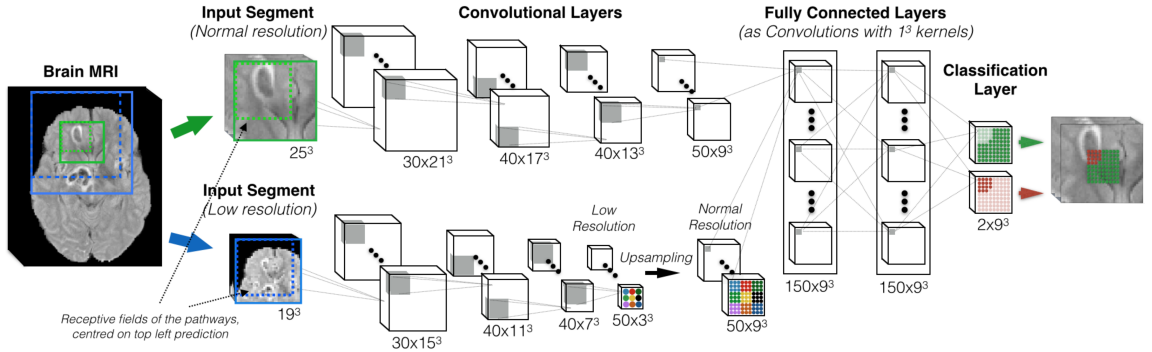 Input Segment
(Normal resolution)
Convolutional Layers
Fully Connected Layers
(as Convolutions with 1³ kernels)
Brain MRI
Classification
Layer
25³
30x21³
40x17³
40x13³
50x9³
Input Segment
(Low resolution)
Low
Resolution
Normal
Resolution
Upsampling
2x9³
150x9³
150x9³
19³
Receptive fields of the pathways,
centred on top left prediction
30x15³
40x11³
40x7³
50x3³
50x9³